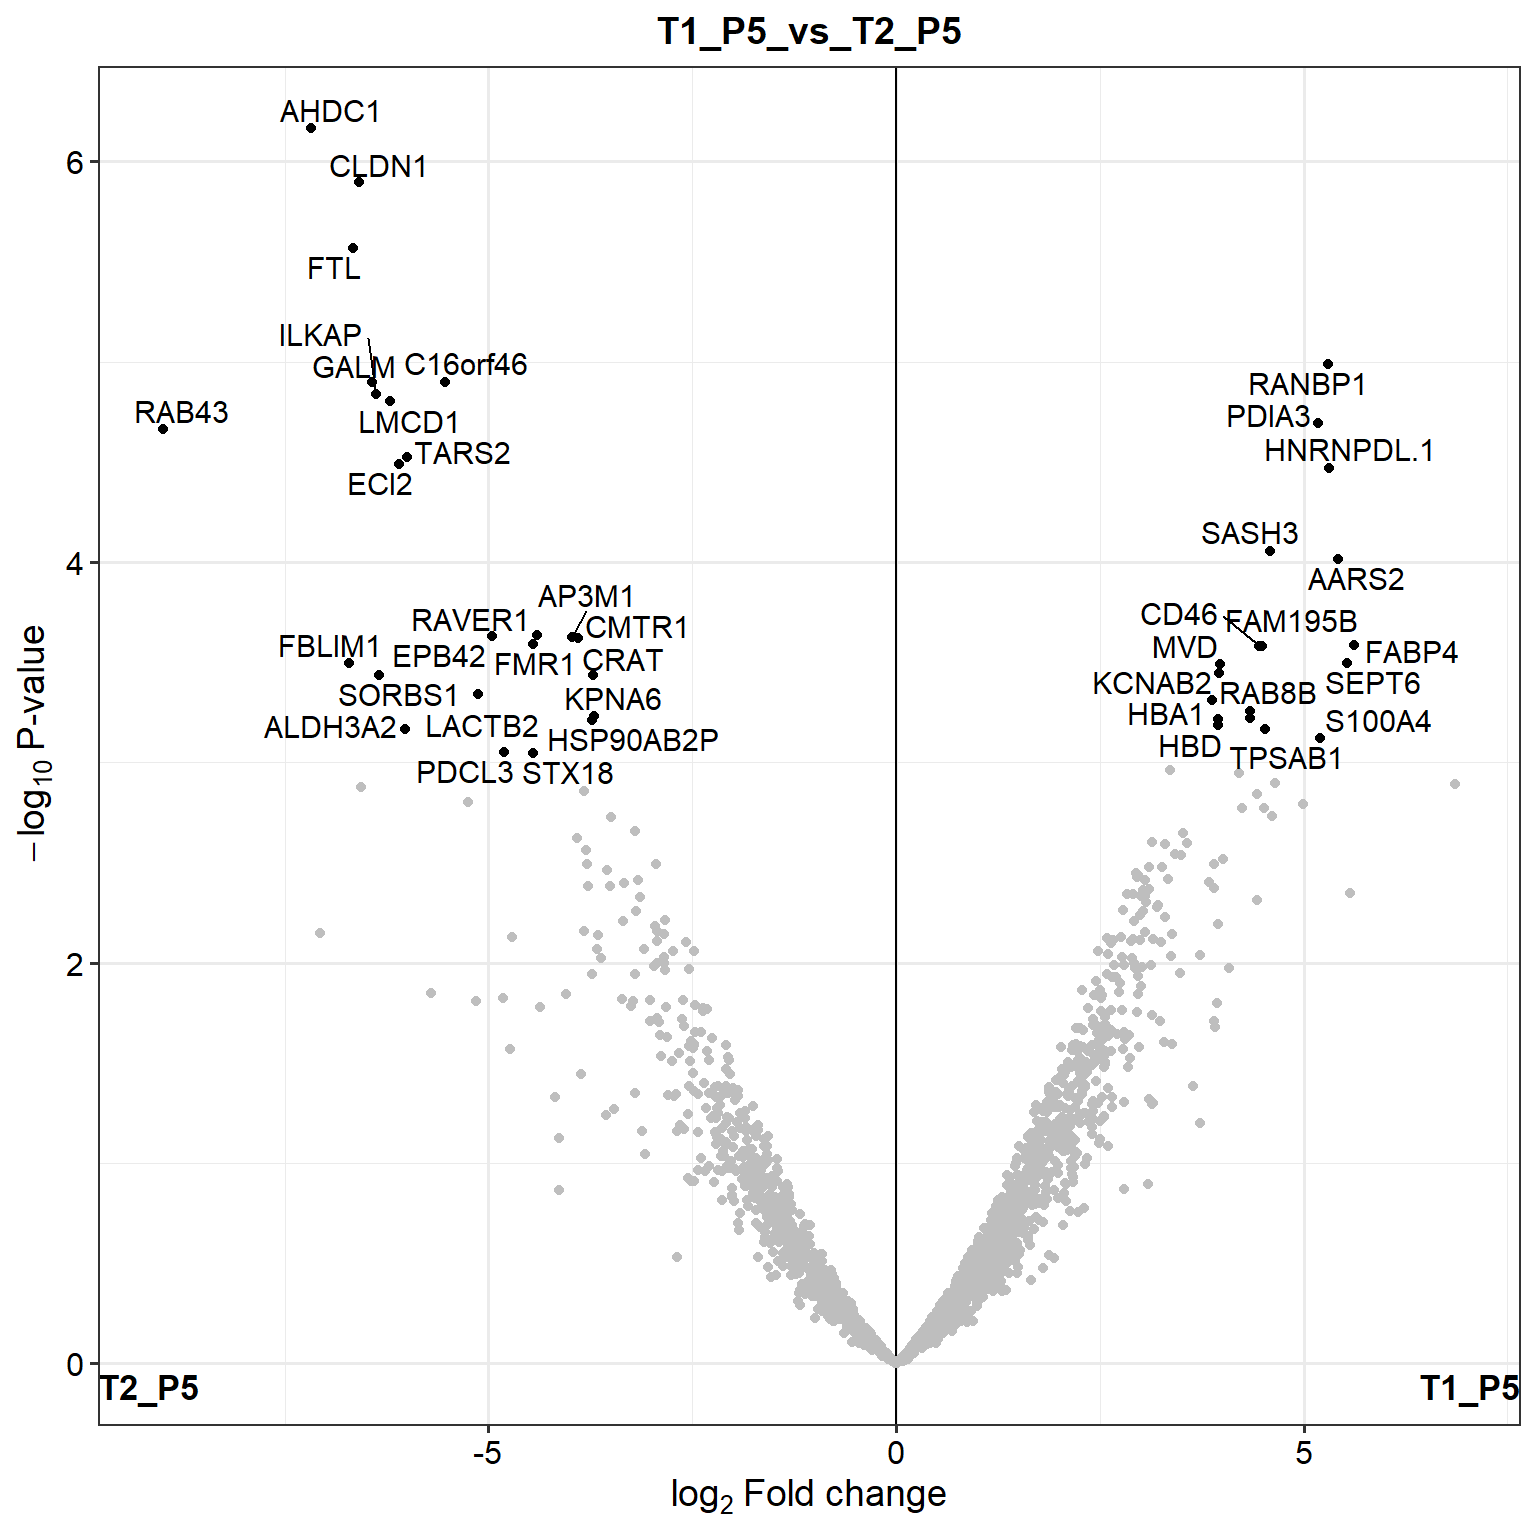 T1_P5_vs_T2_P5
AHDC1
6
CLDN1
FTL
ILKAP
GALM C16orf46
RANBP1
RAB43
PDIA3
LMCD1
HNRNPDL.1
TARS2
ECI2
SASH3
4
AARS2
AP3M1
CD46
RAVER1
FAM195B
CMTR1
FBLIM1
MVD
EPB42
FMR1 CRAT
FABP4
KCNAB2
SEPT6
SORBS1
KPNA6
RAB8B
HBA1
S100A4
ALDH3A2
LACTB2
HSP90AB2P
HBD
TPSAB1
PDCL3 STX18
−log10 P-value
2
0
T2_P5
T1_P5
-5
0
5
log2 Fold change